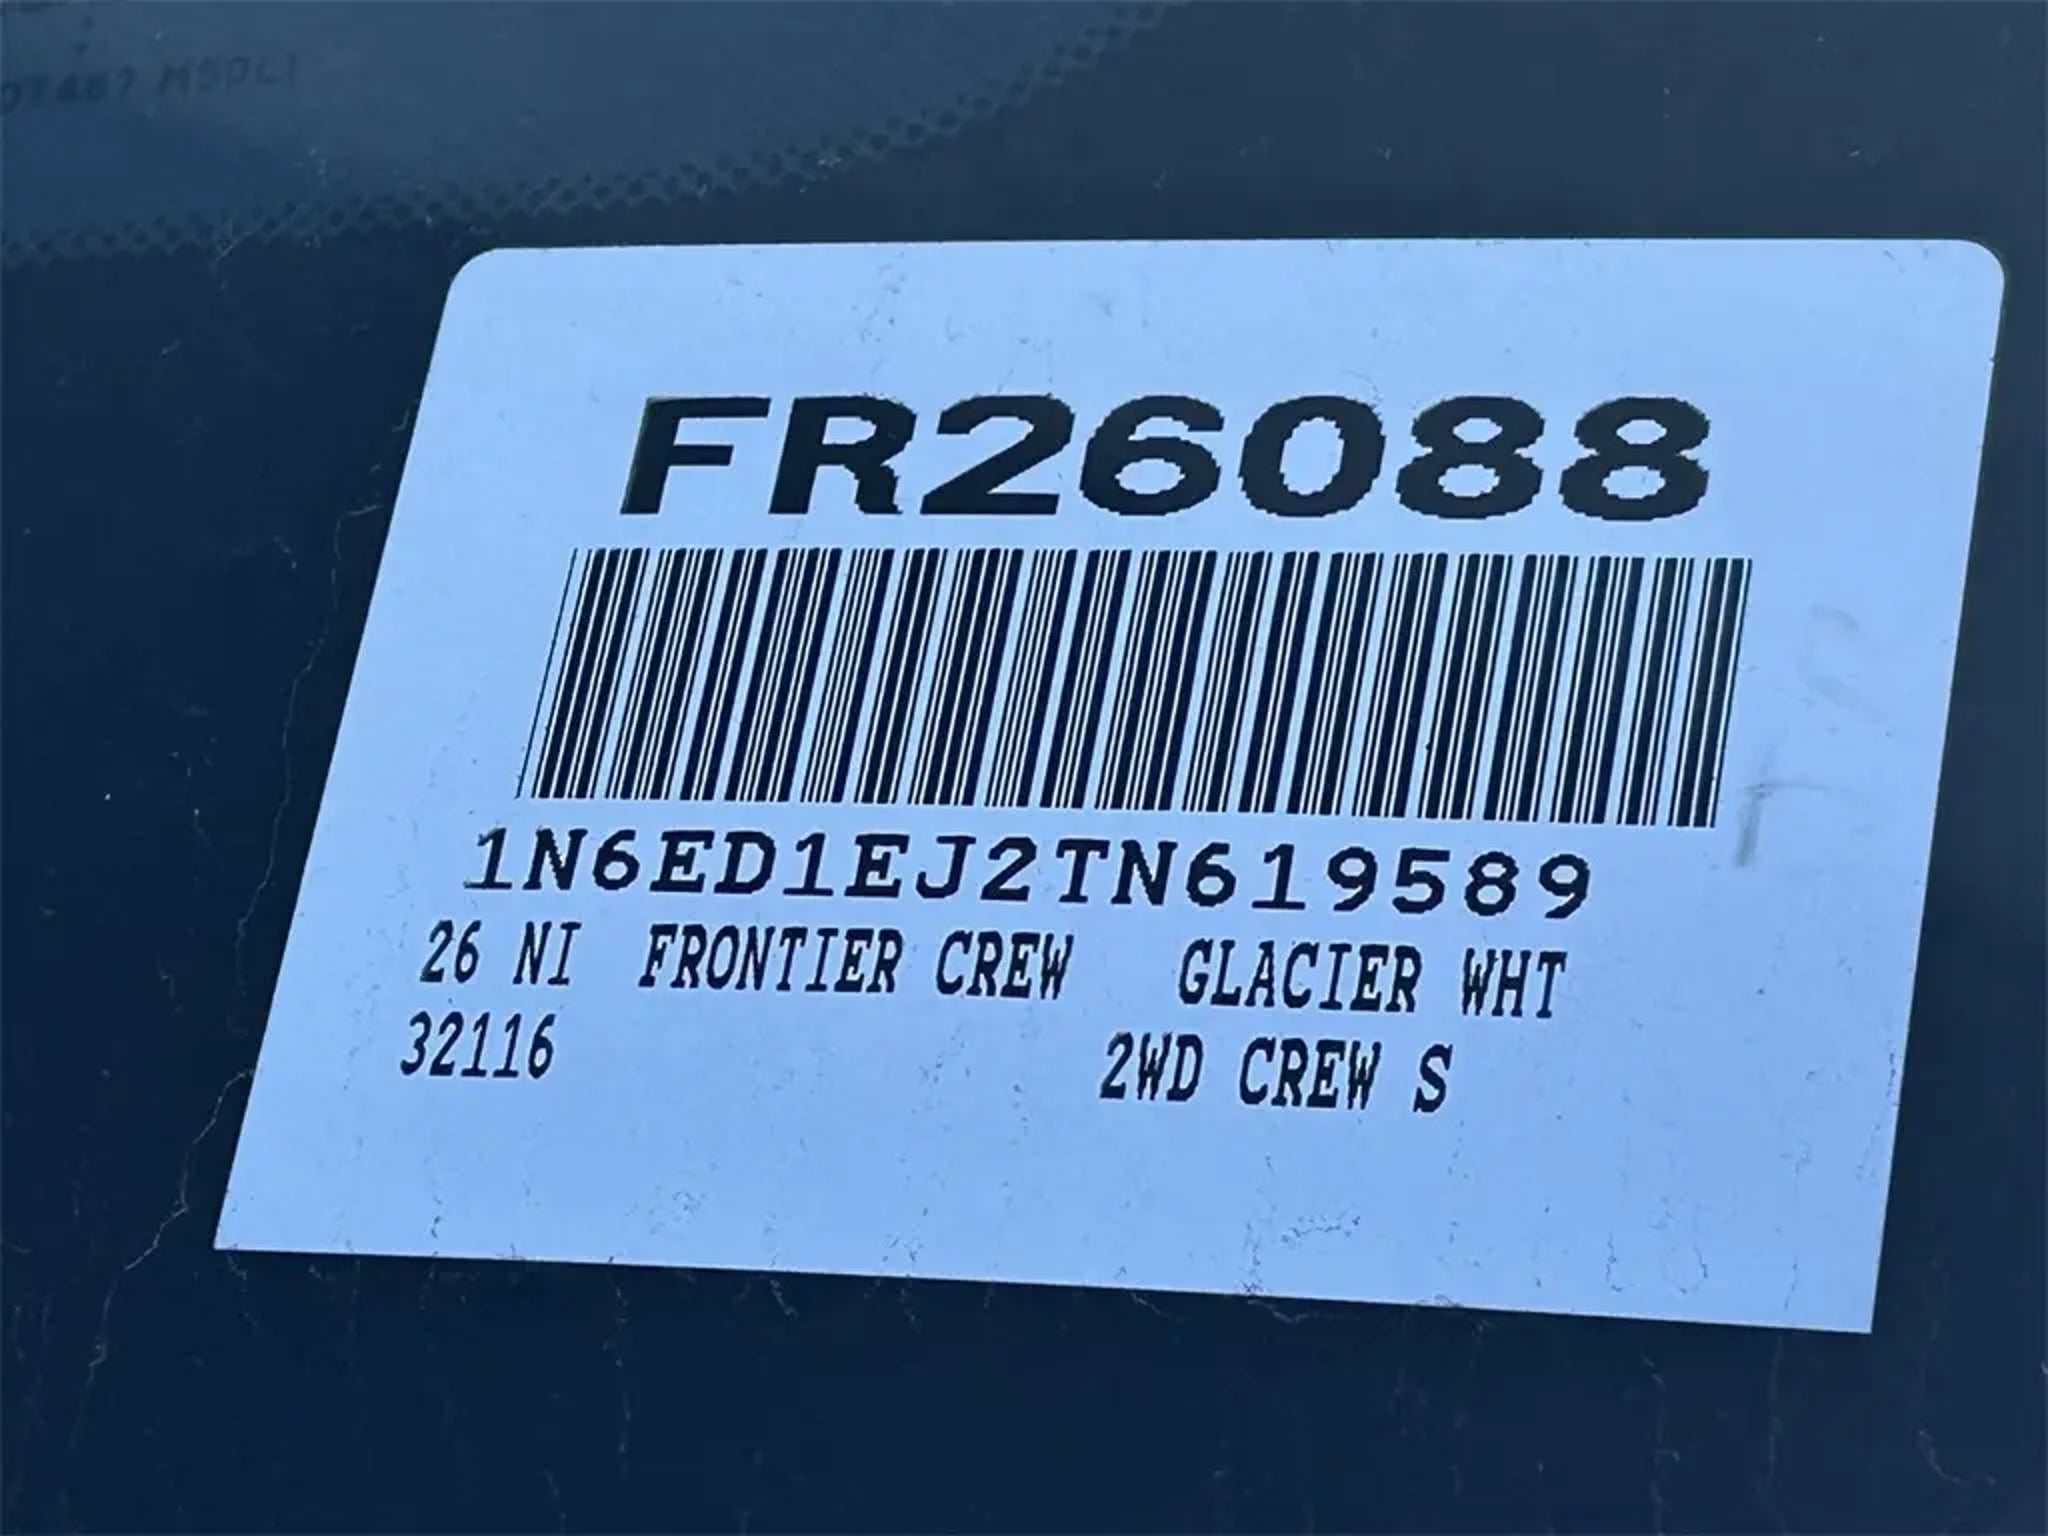 FR26088
1N6ED1EJ2TN619589
26 NI FRONTIER CREW GLACIER WHT
32116 2WD CREW S